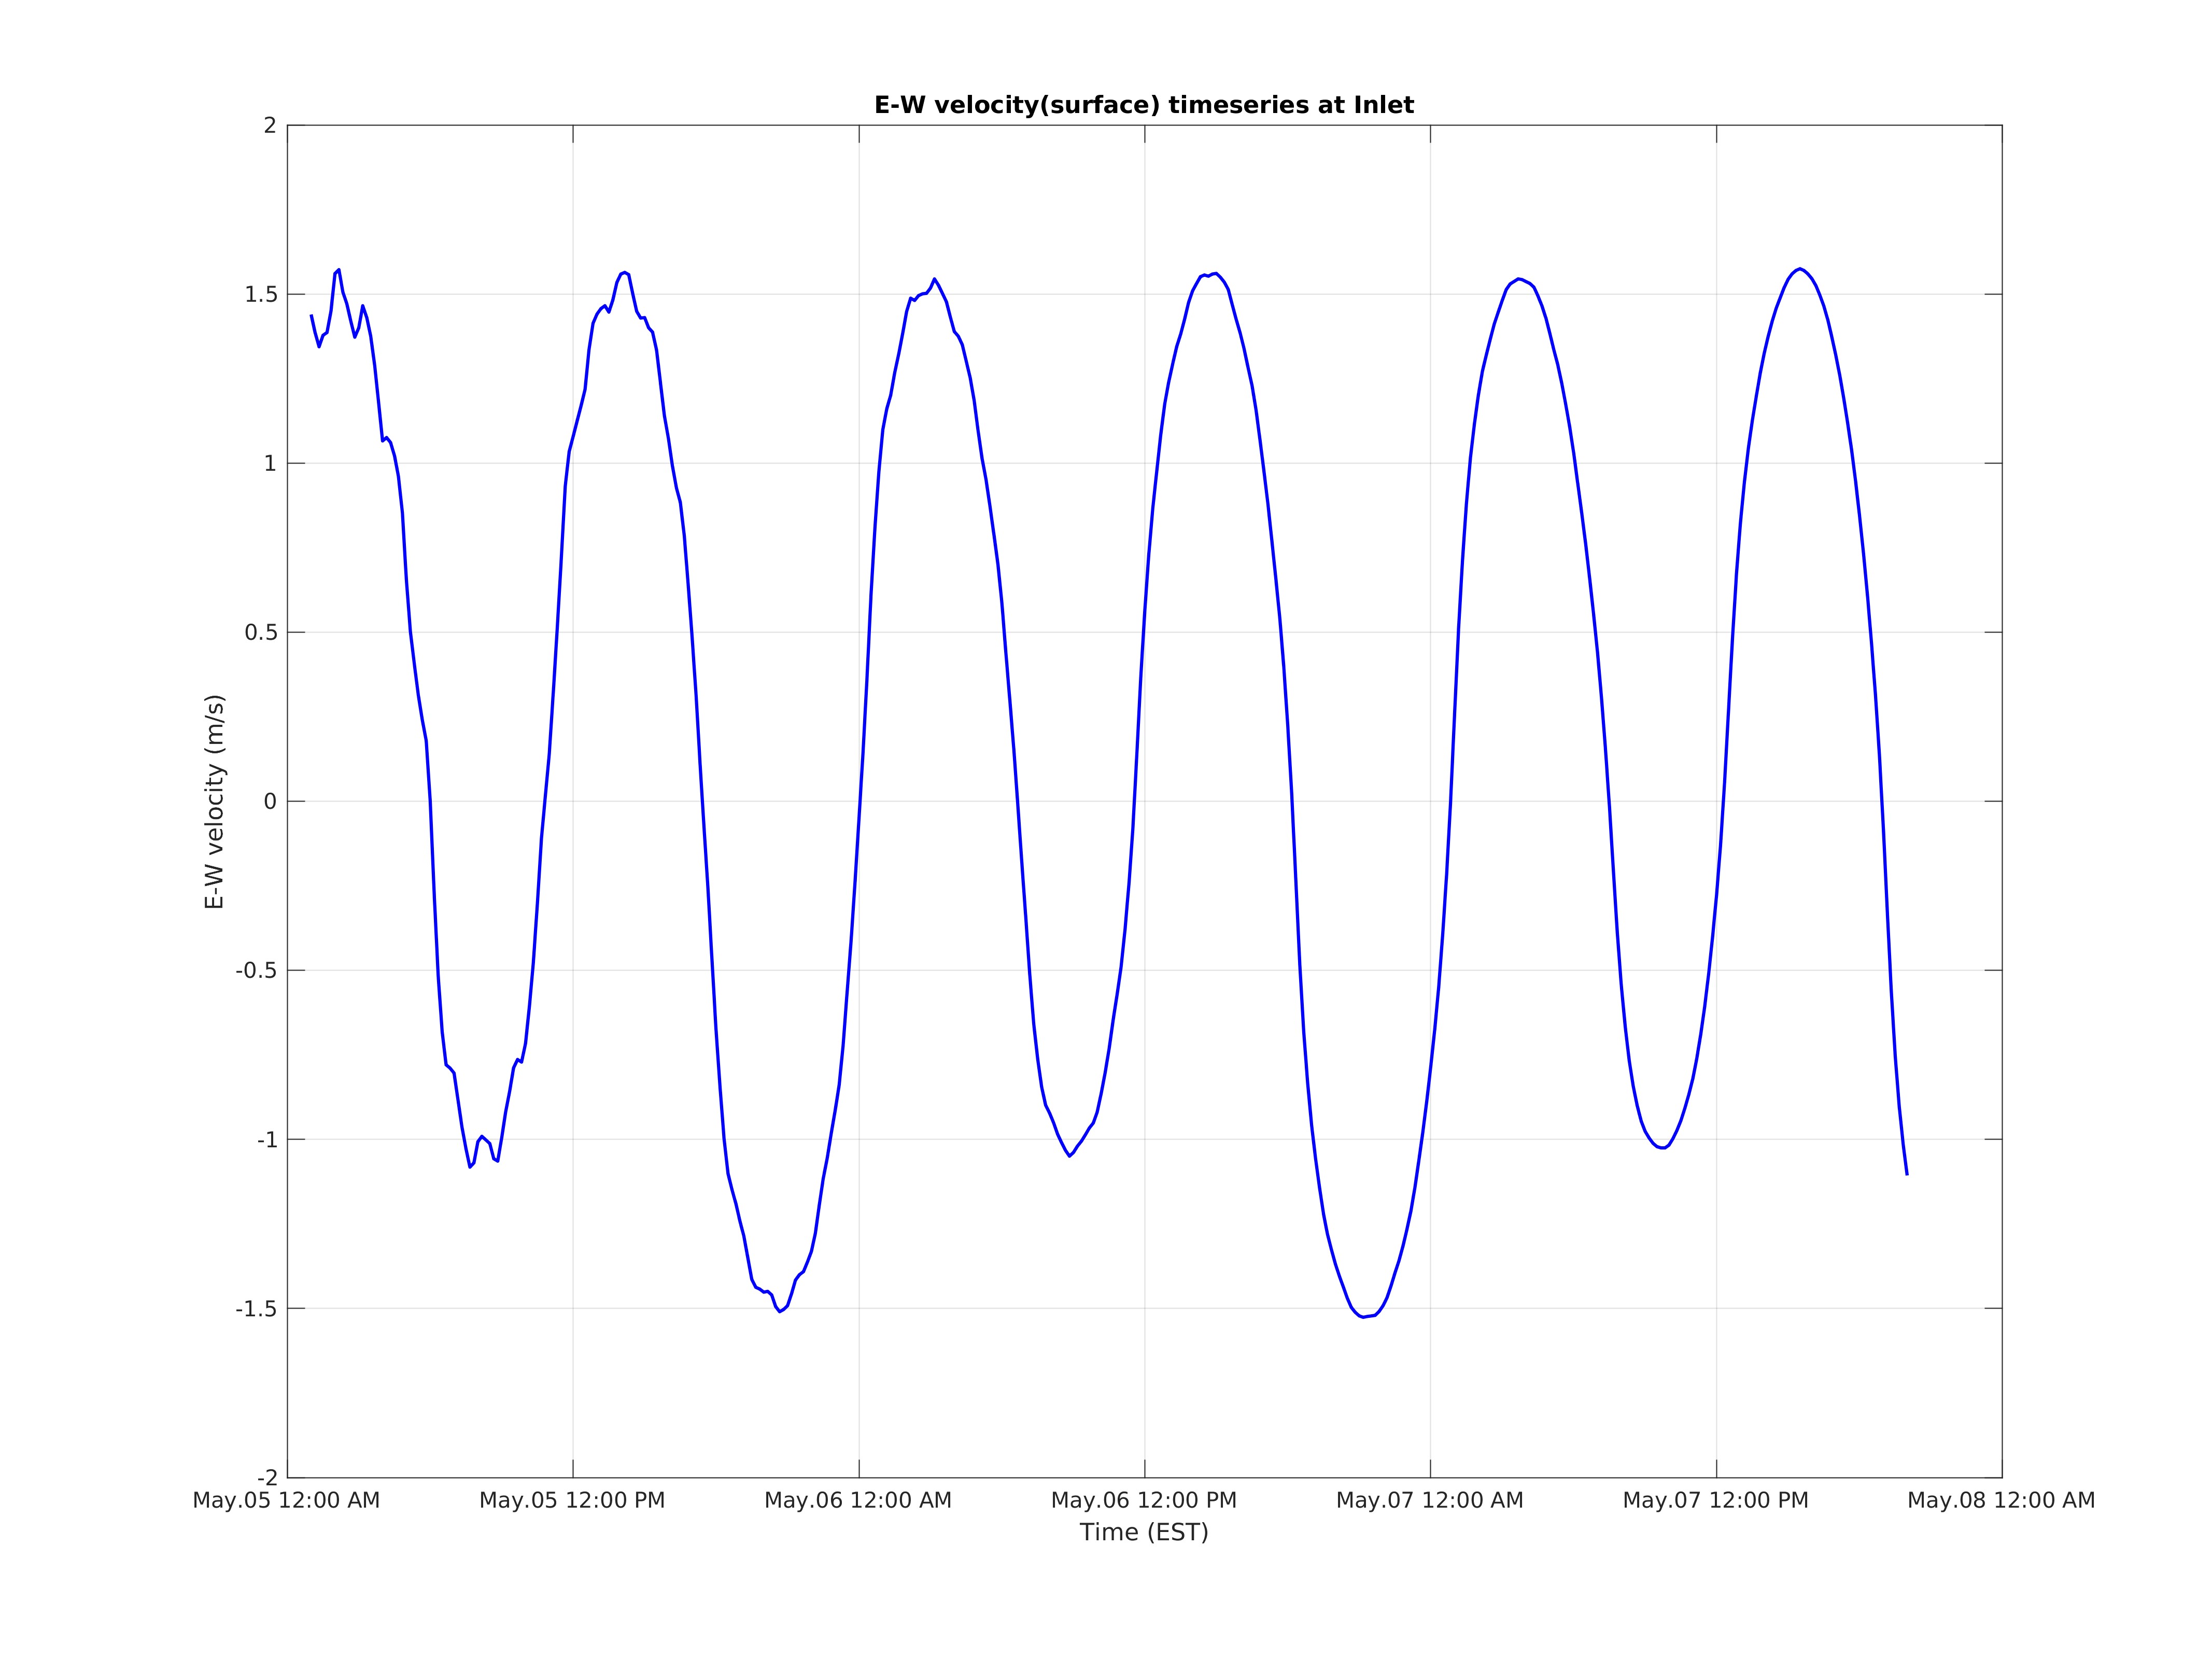 E-W velocity(surface) timeseries at Inlet
2
1.5
1
0.5
0
-0.5
-1
-1.5
-2
E-W velocity (m/s)
May.05 12:00 AM May.05 12:00 PM May.06 12:00 AM May.06 12:00 PM May.07 12:00 AM May.07 12:00 PM May.08 12:00 AM
Time (EST)